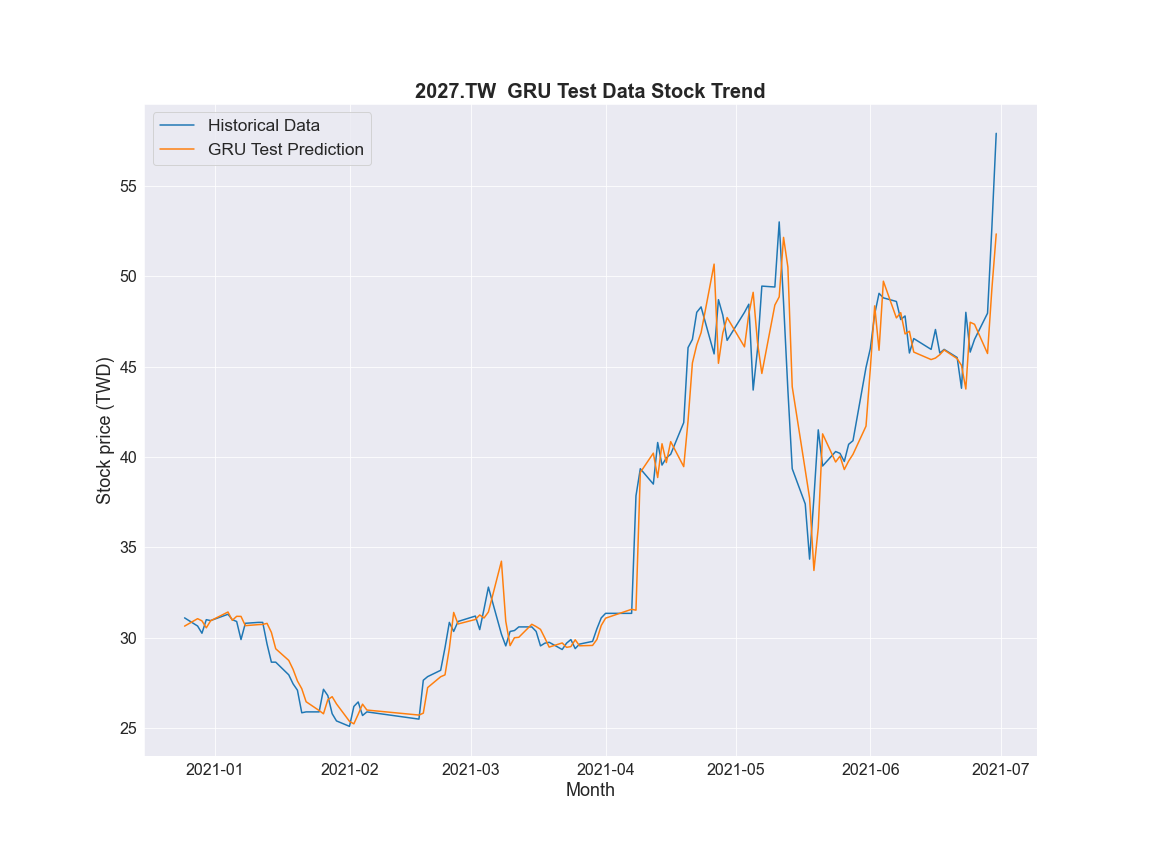 2027.TW  GRU Test Data Stock Trend
Historical Data
GRU Test Prediction
Stock price (TWD)
55
50
45
40
35
30
25
2021-01 2021-02 2021-03 2021-04 2021-05 2021-06 2021-07
Month